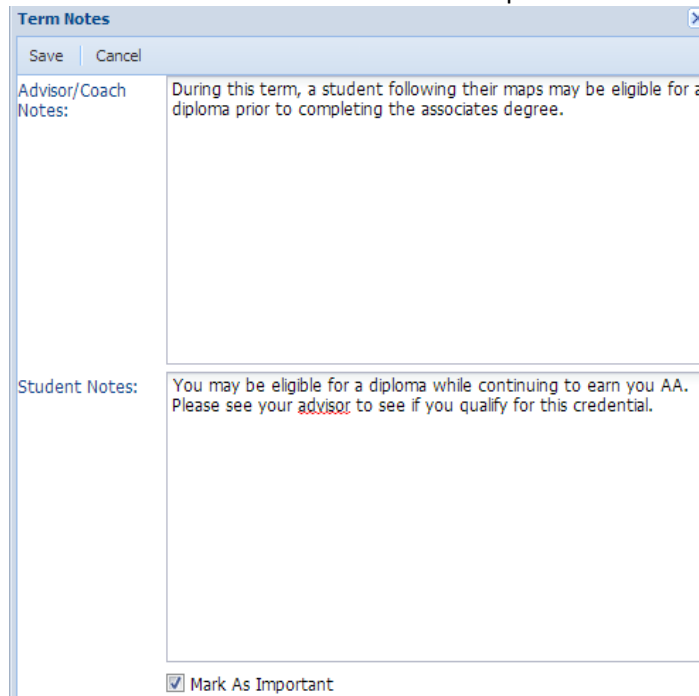 Term Notes
Save Cancel
Advisor/Coach
Notes:
During this term, a student following their maps may be eligible for a
diploma prior to completing the associates degree.
Student Notes:
You may be eligible for a diploma while continuing to earn you AA.
Please see your advisor to see if you qualify for this credential.
Mark As Important